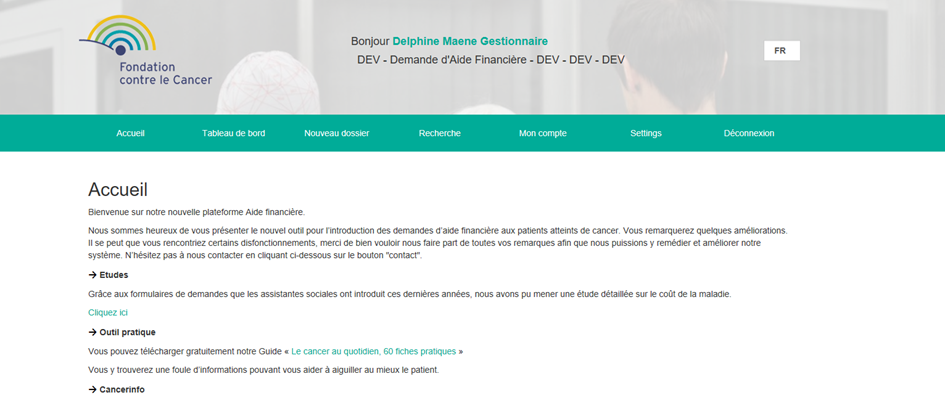 Fondation
contre le Cancer
Bonjour Delphine Maene Gestionnaire
DEV - Demande d'Aide Financière - DEV - DEV - DEV
FR
Accueil Tableau de bord Nouveau dossier Recherche Mon compte Settings Déconnexion
Accueil
Bienvenue sur notre nouvelle plateforme Aide financière.
Nous sommes heureux de vous présenter le nouvel outil pour l'introduction des demandes d'aide financière aux patients atteints de cancer. Vous remarquerez quelques améliorations.
Il se peut que vous rencontriez certains disfonctionnements, merci de bien vouloir nous faire part de toutes vos remarques afin que nous puissions y remédier et améliorer notre
système. N'hésitez pas à nous contacter en cliquant ci-dessous sur le bouton "contact".
→ Etudes
Grâce aux formulaires de demandes que les assistantes sociales ont introduit ces dernières années, nous avons pu mener une étude détaillée sur le coût de la maladie.
Cliquez ici
→ Outil pratique
Vous pouvez télécharger gratuitement notre Guide « Le cancer au quotidien, 60 fiches pratiques »
Vous y trouverez une foule d'informations pouvant vous aider à aiguiller au mieux le patient.
→ Cancerinfo